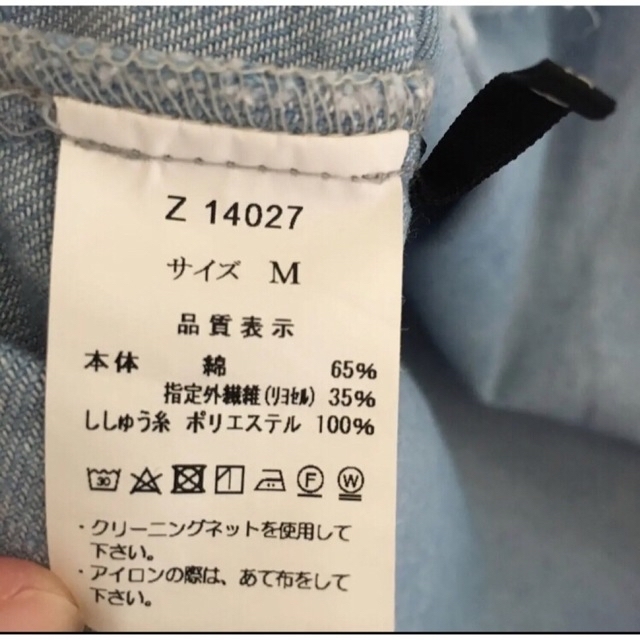 Z 14027
サイズ M
品質表示
本体 綿 65%
指定外繊維(ﾘﾖｾﾙ) 35%
ししゅう糸 ポリエステル 100%
30 F W
・クリーニングネットを使用して
下さい。
・アイロンの際は、あて布をして
下さい。